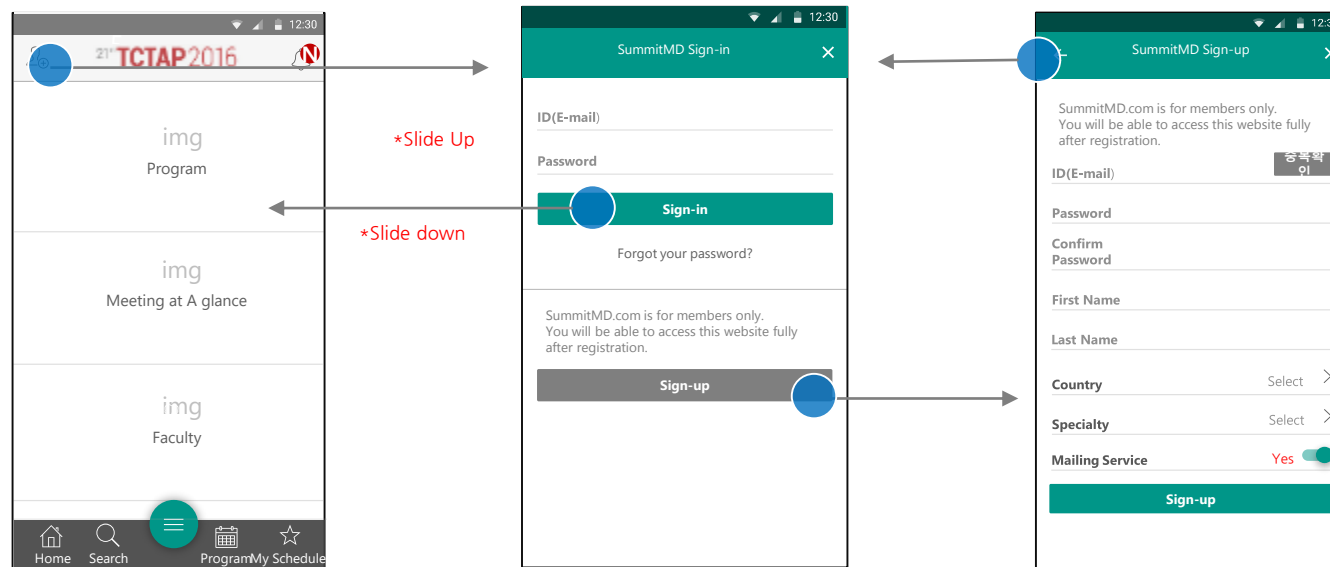 12:30
21st TCTAP2016
N
img
Program
img
Meeting at A glance
img
Faculty
Home
Search
Program
My Schedule
*Slide Up
*Slide down
12:30
SummitMD Sign-in
ID(E-mail)
Password
Sign-in
Forgot your password?
SummitMD.com is for members only.
You will be able to access this website fully
after registration.
Sign-up
SummitMD Sign-up
SummitMD.com is for members only.
You will be able to access this website fully
after registration.
중복확
인
ID(E-mail)
Password
Confirm
Password
First Name
Last Name
Country
Select
Specialty
Select
Mailing Service
Yes
Sign-up